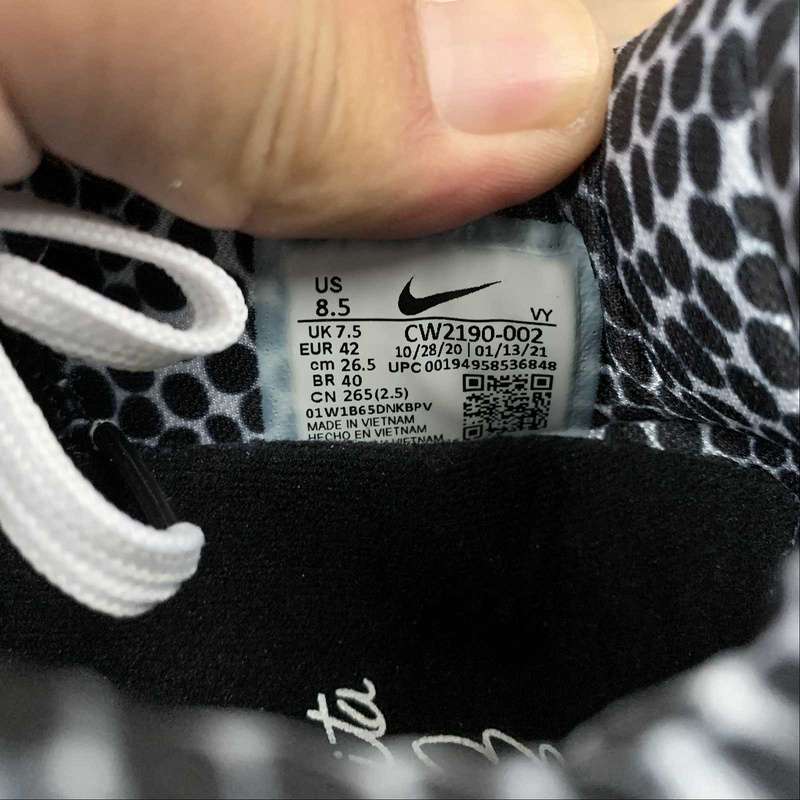 US
8.5
VY
UK 7.5 CW2190-002
EUR 42 10/28/20 | 01/13/21
cm 26.5 UPC 00194958536848
BR 40
CN 265(2.5)
01W1B65DNKBPV
MADE IN VIETNAM
HECHO EN VIETNAM
ita